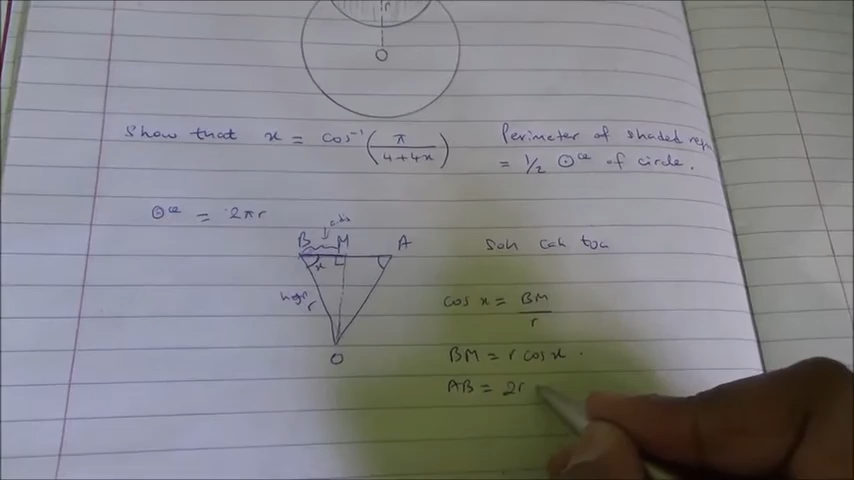 r
O
Show that x = cos⁻¹(π / 4+4x)
Perimeter of shaded
= 1/2 ⊙ᶜᵉ of circle.
⊙ᶜᵉ = 2πr
B M A
x
r
O
Soh cah toa
cos x = BM / r
BM = r cos x .
AB = 2r